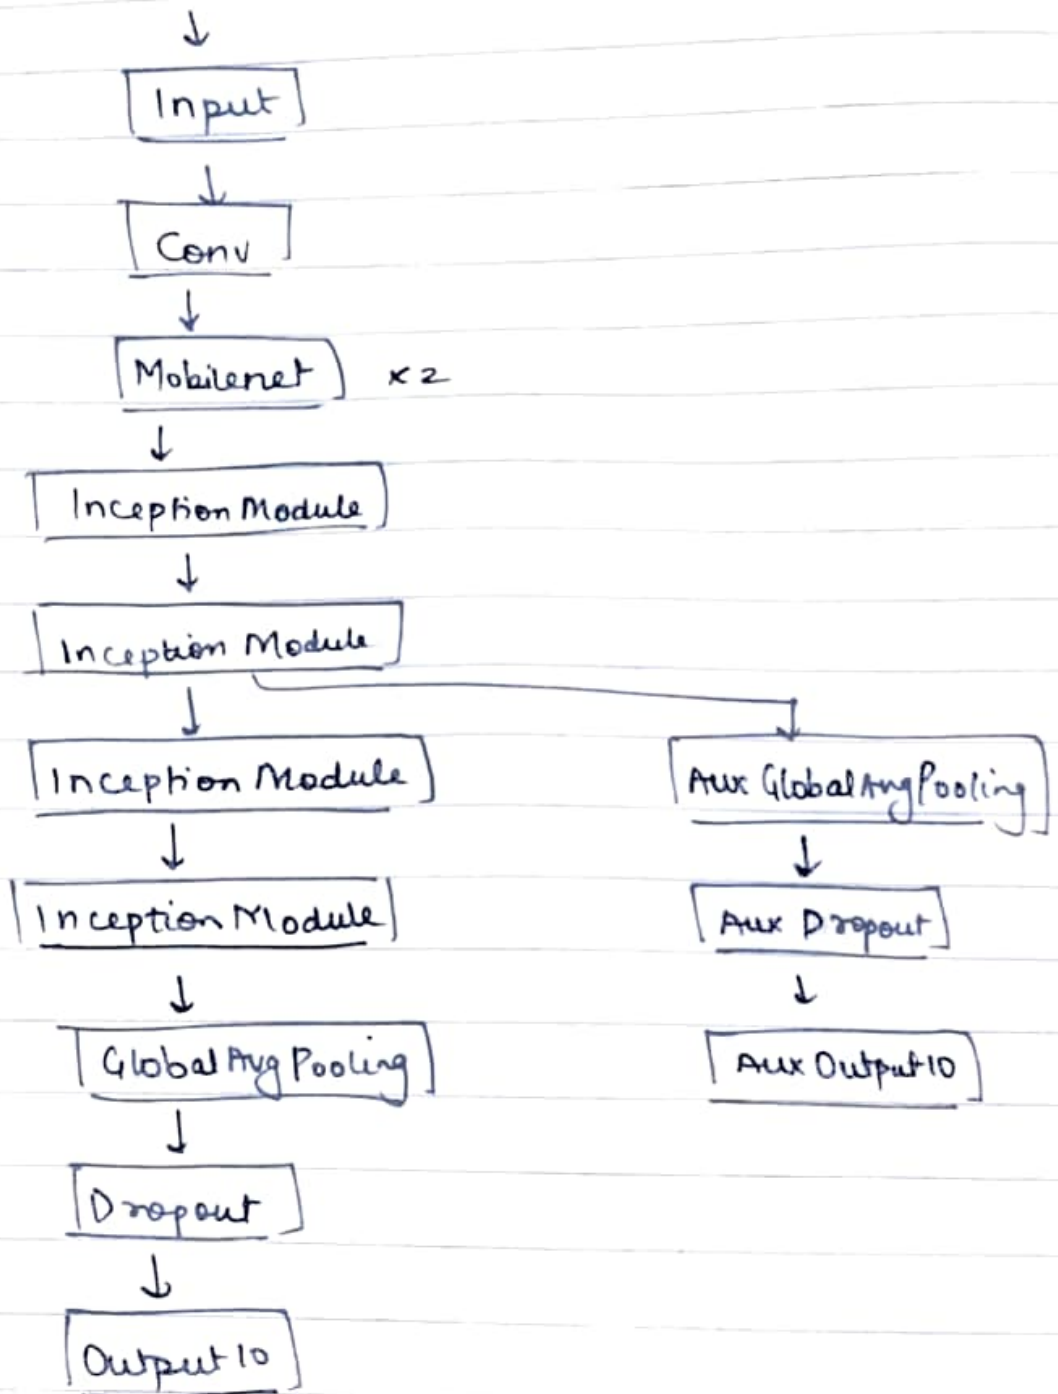 Input
Conv
Mobilenet x2
Inception Module
Inception Module
Inception Module
Aux Global Avg Pooling
Inception Module
Aux Dropout
Global Avg Pooling
Aux Output 10
Dropout
Output 10